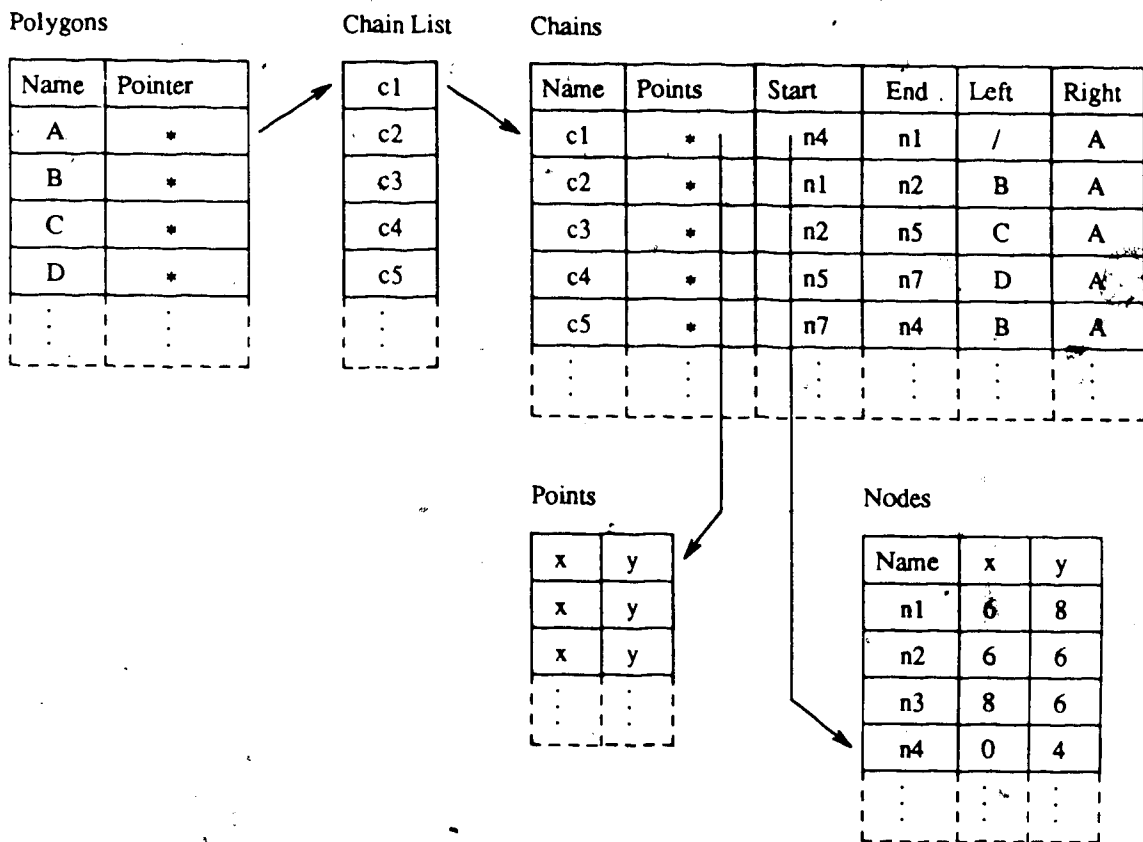 Polygons
Name Pointer
A *
B *
C *
D *
Chain List
c1
c2
c3
c4
c5
Chains
Name Points Start End Left Right
c1 * n4 n1 / A
c2 * n1 n2 B A
c3 * n2 n5 C A
c4 * n5 n7 D A
c5 * n7 n4 B A
Points
x y
x y
x y
Nodes
Name x y
n1 6 8
n2 6 6
n3 8 6
n4 0 4